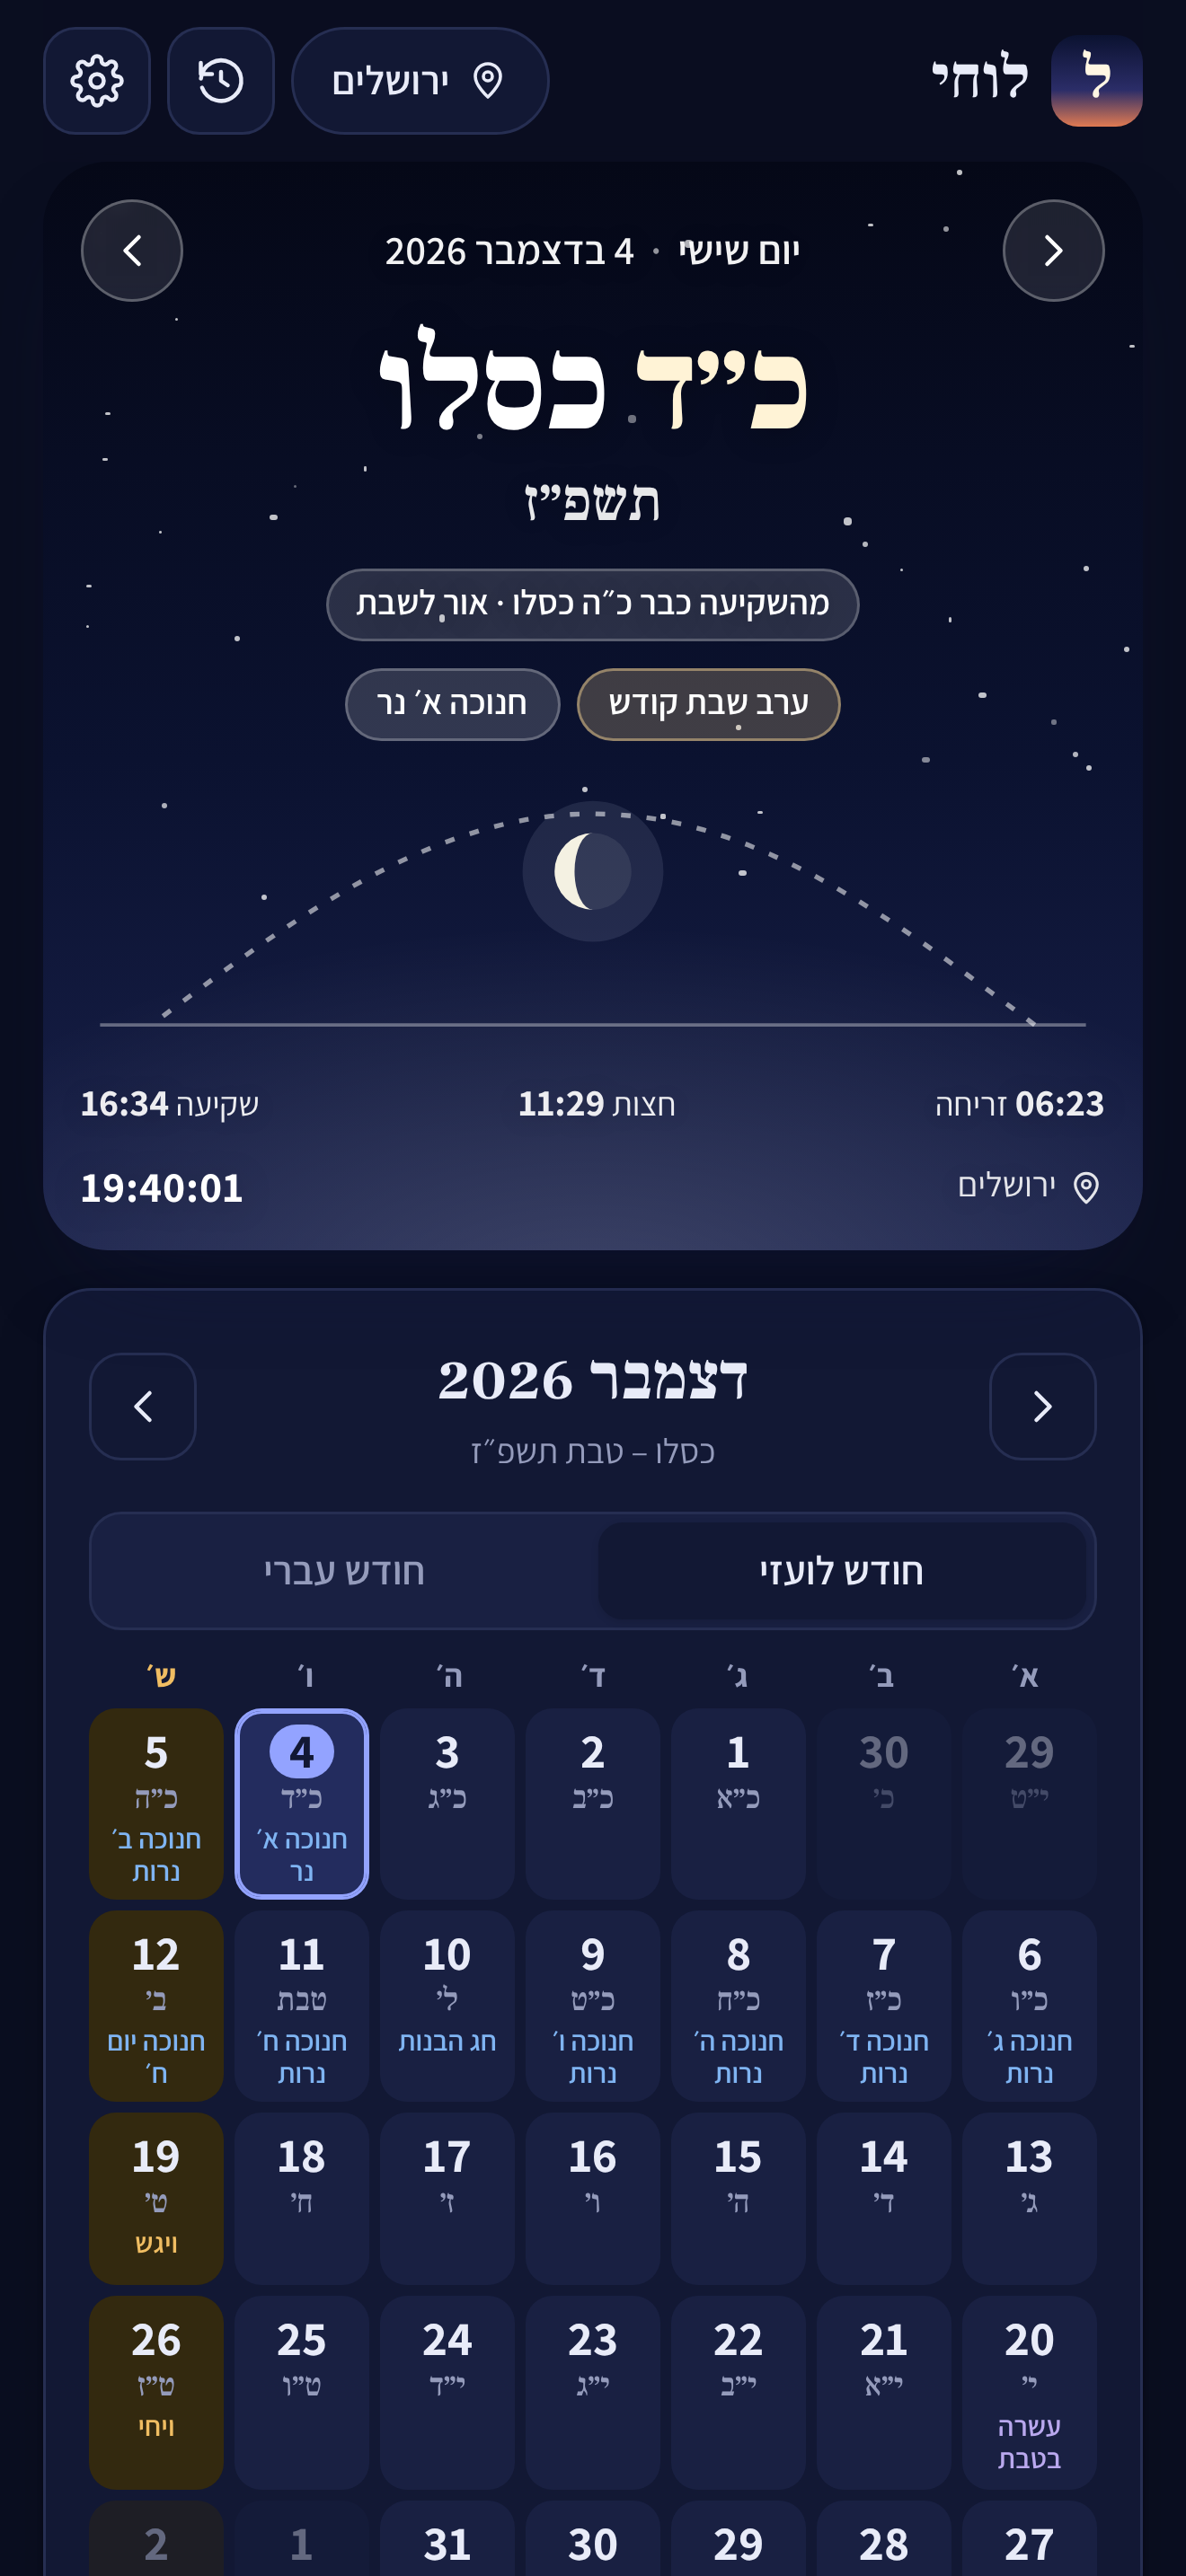 ל לוחי ירושלים
יום שישי · 4 בדצמבר 2026
כ״ד כסלו
תשפ״ז
מהשקיעה כבר כ״ה כסלו · אור לשבת
ערב שבת קודש חנוכה א׳ נר
06:23 זריחה חצות 11:29 שקיעה 16:34
ירושלים 19:40:01
דצמבר 2026
כסלו – טבת תשפ״ז
חודש לועזי חודש עברי
א׳ ב׳ ג׳ ד׳ ה׳ ו׳ ש׳
29 30 1 2 3 4 5
י״ט כ׳ כ״א כ״ב כ״ג כ״ד כ״ה
חנוכה א׳ חנוכה ב׳
נר נרות
6 7 8 9 10 11 12
כ״ו כ״ז כ״ח כ״ט ל׳ טבת ב׳
חנוכה ג׳ חנוכה ד׳ חנוכה ה׳ חנוכה ו׳ חג הבנות חנוכה ח׳ חנוכה יום
נרות נרות נרות נרות נרות ח׳
13 14 15 16 17 18 19
ג׳ ד׳ ה׳ ו׳ ז׳ ח׳ ט׳
ויגש
20 21 22 23 24 25 26
י׳ י״א י״ב י״ג י״ד ט״ו ט״ז
עשרה ויחי
בטבת
27 28 29 30 31 1 2